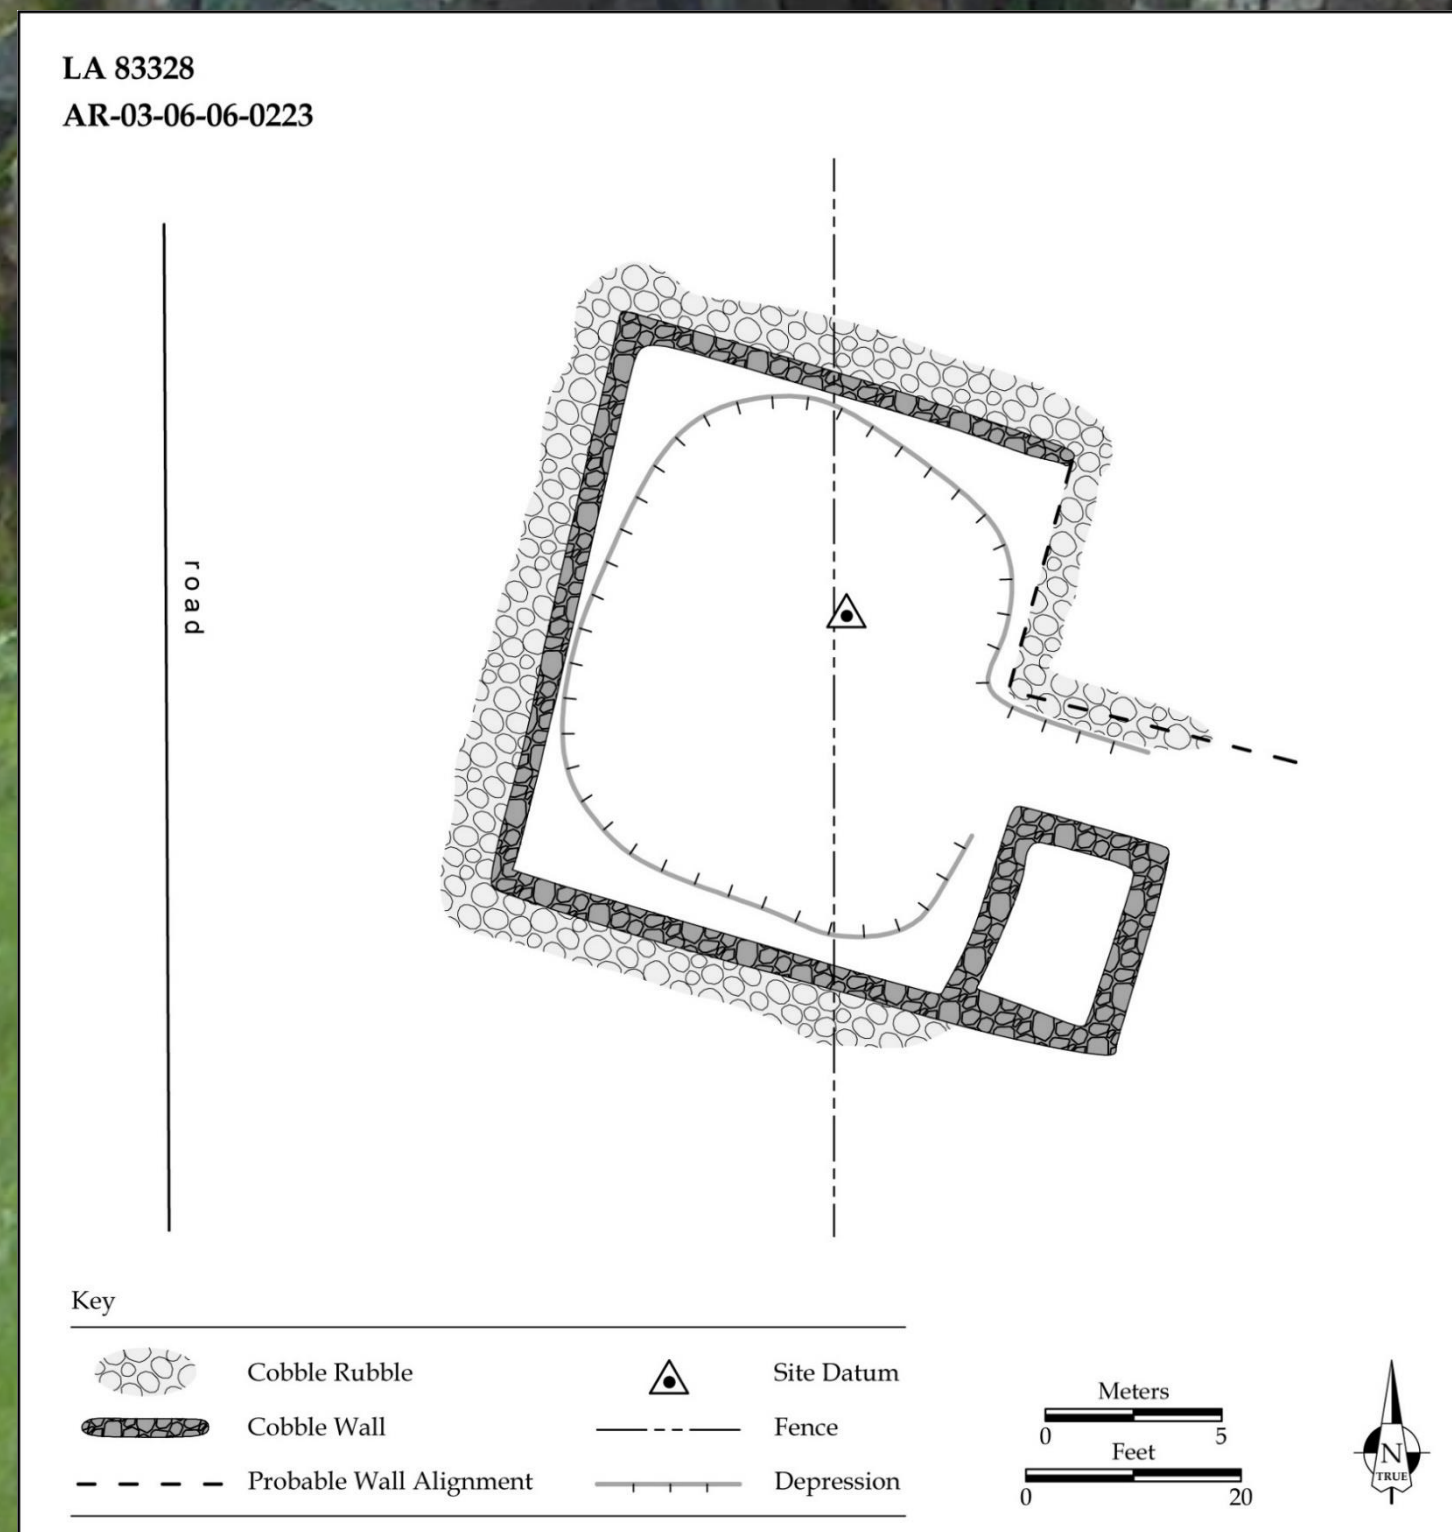 LA 83328
AR-03-06-06-0223
road
Key
Cobble Rubble
Cobble Wall
Probable Wall Alignment
Site Datum
Fence
Depression
Meters
0 5
Feet
0 20
N
TRUE